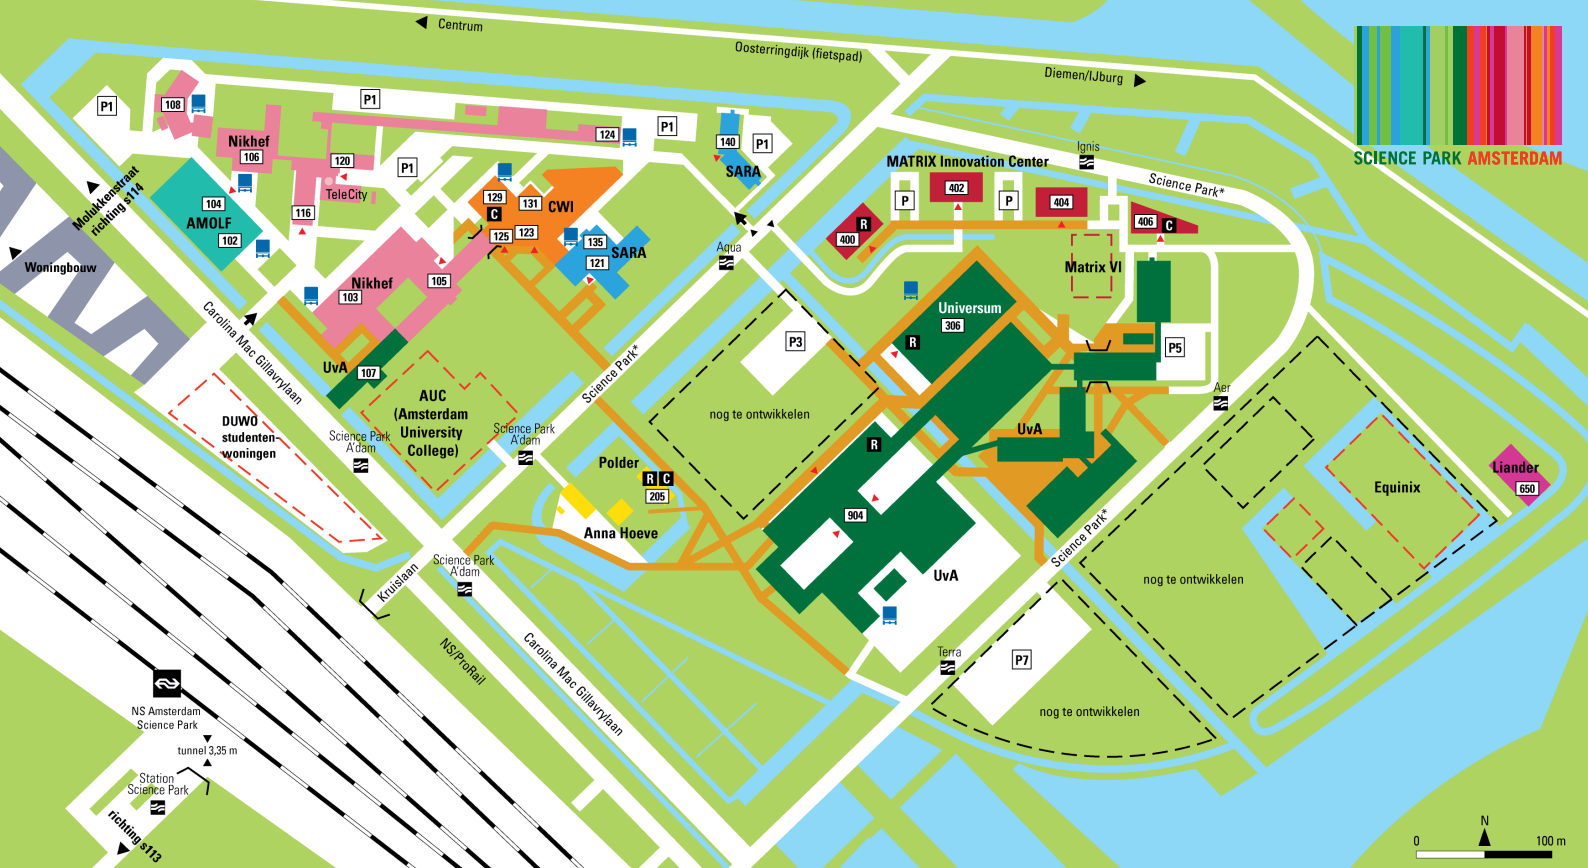 Centrum
Oosterringdijk (fietspad)
Diemen/IJburg
SCIENCE PARK AMSTERDAM
P1
108
P1
Nikhef
106
120
TeleCity
124
P1
P1
140
P1
SARA
Ignis
MATRIX Innovation Center
Science Park*
P
402
P
404
R
400
406
C
Matrix VI
Molukkenstraat
richting s114
Woningbouw
104
AMOLF
102
116
129
131
CWI
C
125
123
135
SARA
121
Aqua
Nikhef
103
105
Carolina Mac Gillavrylaan
UvA
107
AUC
(Amsterdam
University
College)
DUWO
studenten-
woningen
Science Park
A'dam
Science Park
A'dam
Science Park*
P3
nog te ontwikkelen
Universum
306
R
P5
Aer
UvA
R
904
UvA
Polder
R C
205
Anna Hoeve
Science Park
A'dam
Kruislaan
NS/ProRail
Carolina Mac Gillavrylaan
Science Park*
Terra
P7
nog te ontwikkelen
nog te ontwikkelen
Equinix
Liander
650
NS Amsterdam
Science Park
tunnel 3,35 m
Station
Science Park
richting s113
N
0
100 m